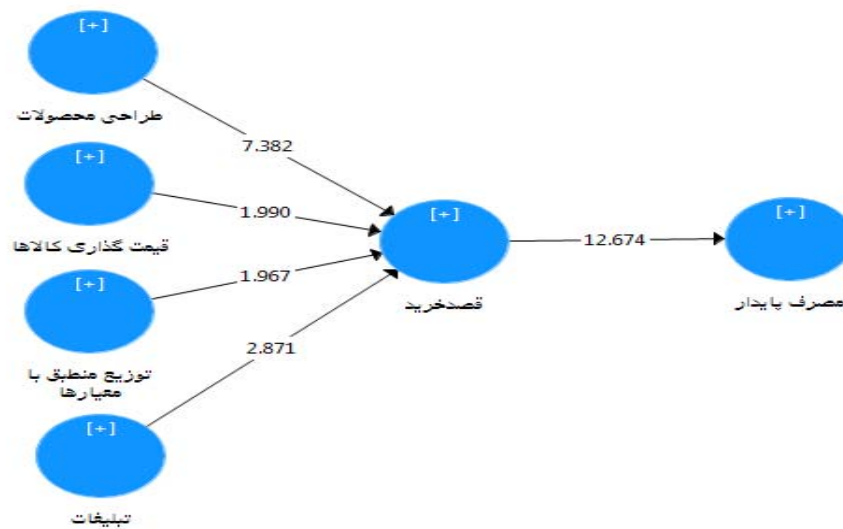 [+]
طراحی محصولات
7.382
[+]
قیمت گذاری کالاها
1.990
[+]
توزیع منطبق با
معیارها
1.967
[+]
تبلیغات
2.871
[+]
قصدخرید
12.674
[+]
مصرف پایدار